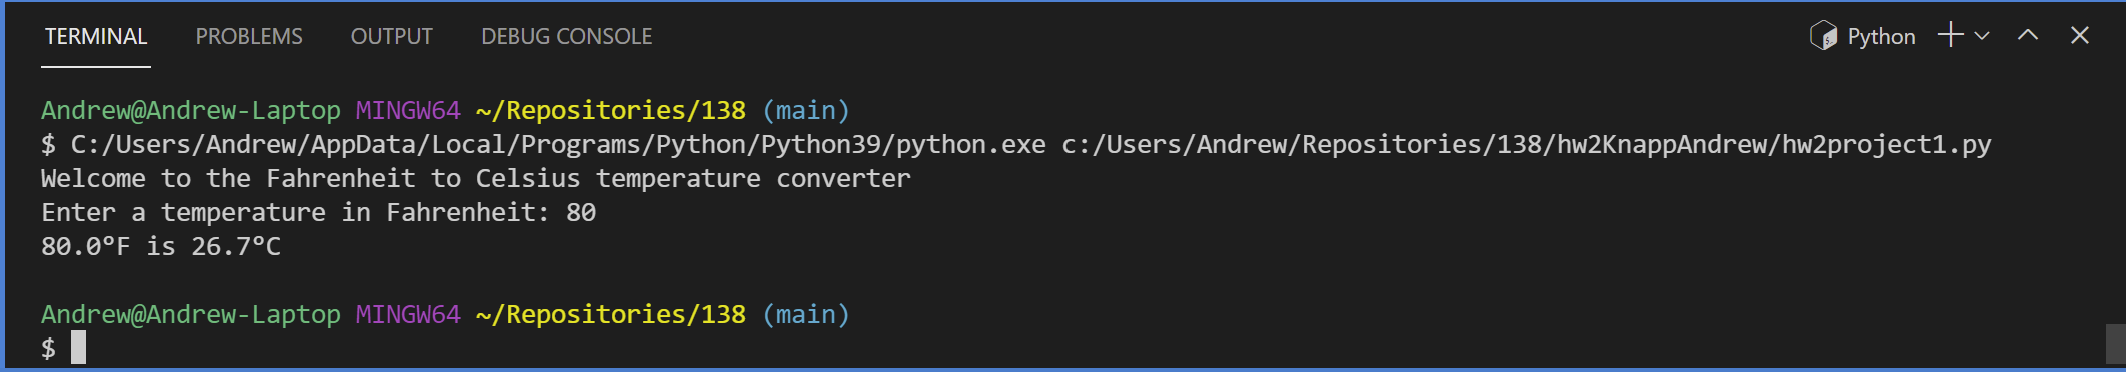 TERMINAL PROBLEMS OUTPUT DEBUG CONSOLE Python
Andrew@Andrew-Laptop MINGW64 ~/Repositories/138 (main)
$ C:/Users/Andrew/AppData/Local/Programs/Python/Python39/python.exe c:/Users/Andrew/Repositories/138/hw2KnappAndrew/hw2project1.py
Welcome to the Fahrenheit to Celsius temperature converter
Enter a temperature in Fahrenheit: 80
80.0°F is 26.7°C
Andrew@Andrew-Laptop MINGW64 ~/Repositories/138 (main)
$